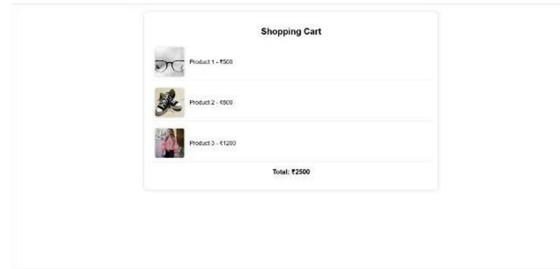 Shopping Cart
Product 1 - ₹500
Product 2 - ₹800
Product 3 - ₹1200
Total: ₹2500